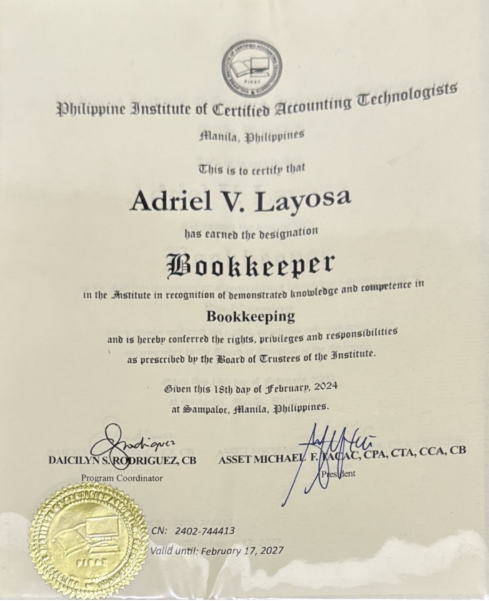 Philippine Institute of Certified Accounting Technologists
Manila, Philippines
This is to certify that
Adriel V. Layosa
has earned the designation
Bookkeeper
in the Institute in recognition of demonstrated knowledge and competence in
Bookkeeping
and is hereby conferred the rights, privileges and responsibilities
as prescribed by the Board of Trustees of the Institute.
Given this 18th day of February, 2024
at Sampaloc, Manila, Philippines.
DAICILYN S. RODRIGUEZ, CB
Program Coordinator
ASSET MICHAEL F. YACAC, CPA, CTA, CCA, CB
President
CN: 2402-744413
Valid until: February 17, 2027